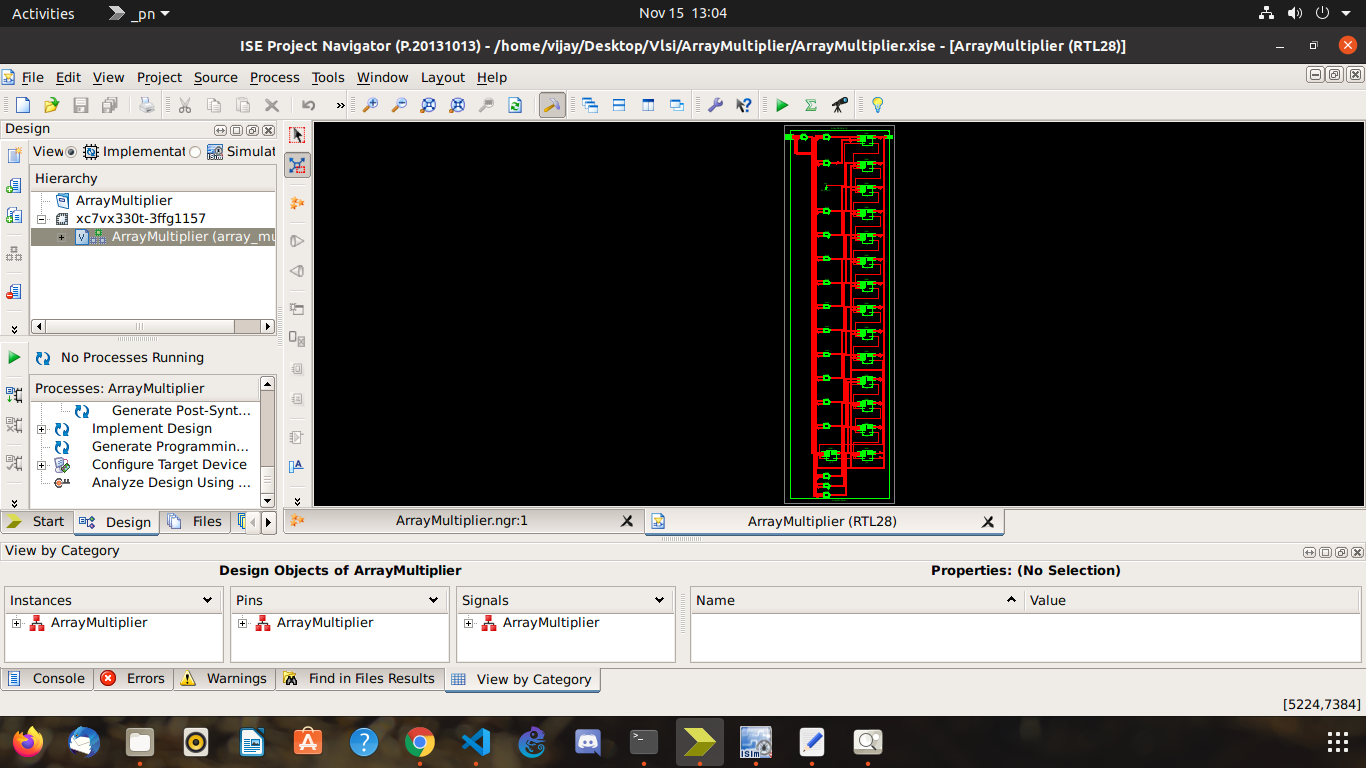 Activities
_pn
Nov 15 13:04
ISE Project Navigator (P.20131013) - /home/vijay/Desktop/Vlsi/ArrayMultiplier/ArrayMultiplier.xise - [ArrayMultiplier (RTL28)]
File Edit View Project Source Process Tools Window Layout Help
»
Design
View Implementat Simulat
Hierarchy
ArrayMultiplier
xc7vx330t-3ffg1157
V ArrayMultiplier (array_mu
No Processes Running
Processes: ArrayMultiplier
Generate Post-Synt...
Implement Design
Generate Programmin...
Configure Target Device
Analyze Design Using ...
Start Design Files
ArrayMultiplier.ngr:1
ArrayMultiplier (RTL28)
View by Category
Design Objects of ArrayMultiplier
Properties: (No Selection)
Instances Pins Signals Name Value
ArrayMultiplier ArrayMultiplier ArrayMultiplier
Console Errors Warnings Find in Files Results View by Category
[5224,7384]
ISim